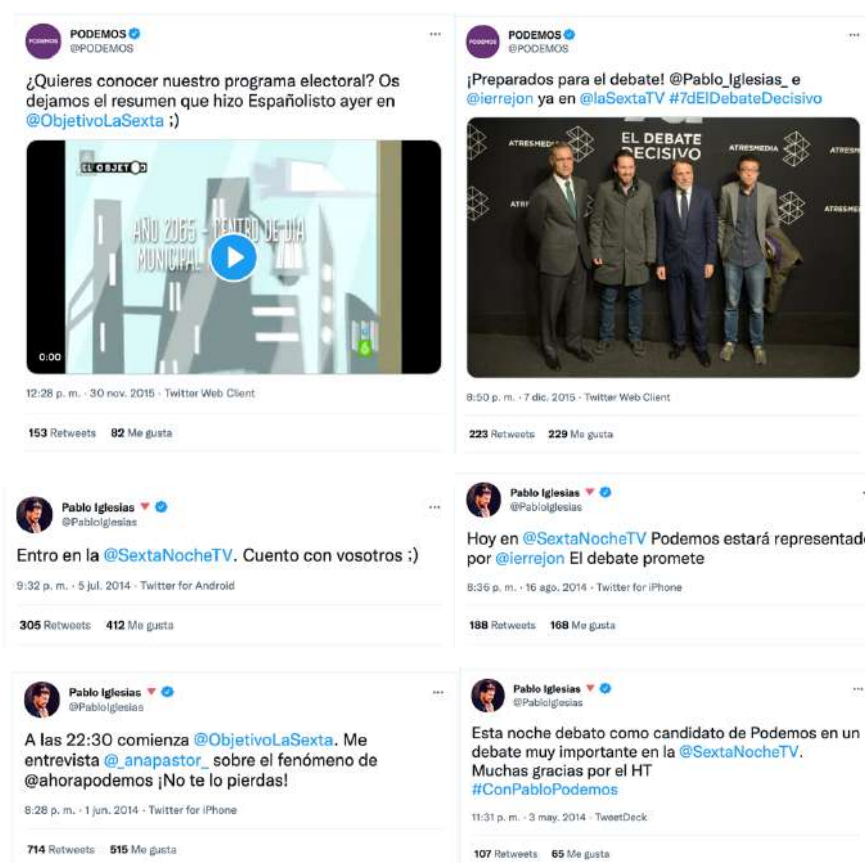 PODEMOS
@PODEMOS
¿Quieres conocer nuestro programa electoral? Os
dejamos el resumen que hizo Españolisto ayer en
@ObjetivoLaSexta ;)
EL OBJETIVO
AÑO 2065 - CENTRO DE DÍA
MUNICIPAL
0:00
12:28 p. m. · 30 nov. 2015 · Twitter Web Client
153 Retweets 82 Me gusta
PODEMOS
@PODEMOS
¡Preparados para el debate! @Pablo_Iglesias_ e
@ierrejon ya en @laSextaTV #7dElDebateDecisivo
EL DEBATE
DECISIVO
ATRESMEDIA
ATRESMEDIA
8:50 p. m. · 7 dic. 2015 · Twitter Web Client
223 Retweets 229 Me gusta
Pablo Iglesias
@PabloIglesias
Entro en la @SextaNocheTV. Cuento con vosotros ;)
9:32 p. m. · 5 jul. 2014 · Twitter for Android
305 Retweets 412 Me gusta
Pablo Iglesias
@PabloIglesias
Hoy en @SextaNocheTV Podemos estará representado
por @ierrejon El debate promete
8:36 p. m. · 16 ago. 2014 · Twitter for iPhone
188 Retweets 168 Me gusta
Pablo Iglesias
@PabloIglesias
A las 22:30 comienza @ObjetivoLaSexta. Me
entrevista @_anapastor_ sobre el fenómeno de
@ahorapodemos ¡No te lo pierdas!
8:28 p. m. · 1 jun. 2014 · Twitter for iPhone
714 Retweets 515 Me gusta
Pablo Iglesias
@PabloIglesias
Esta noche debato como candidato de Podemos en un
debate muy importante en la @SextaNocheTV.
Muchas gracias por el HT
#ConPabloPodemos
11:31 p. m. · 3 may. 2014 · TweetDeck
107 Retweets 65 Me gusta